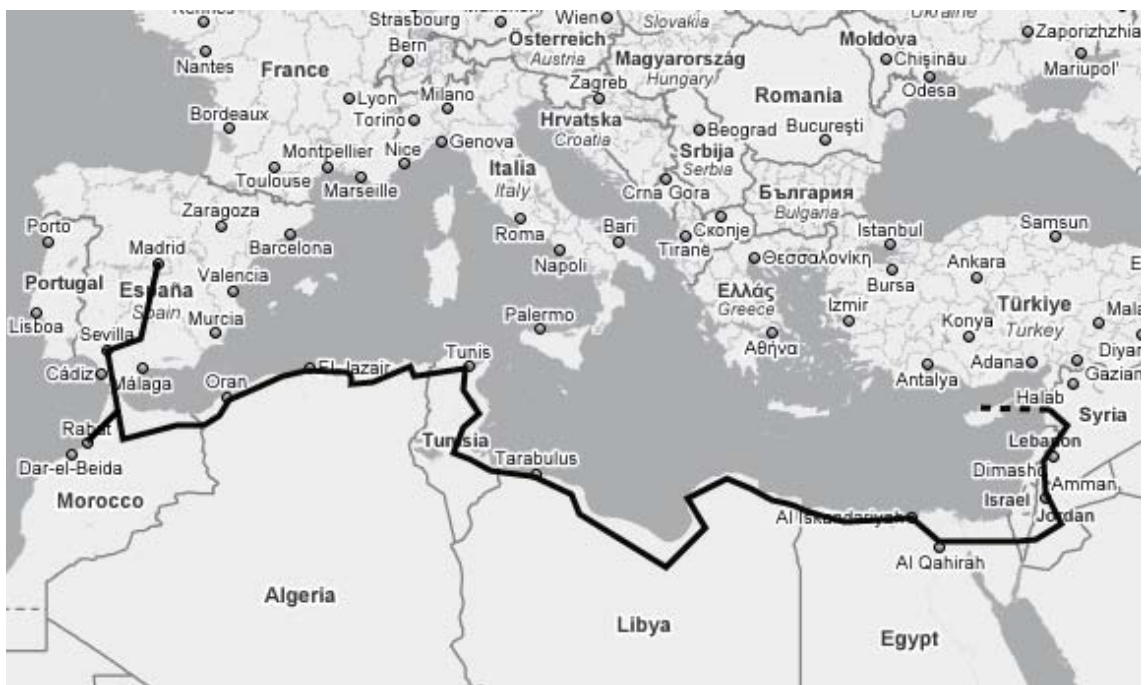 Strasbourg
Wien
Slovakia
Nantes
France
Bern
Österreich
Austria
Magyarország
Hungary
Moldova
Chişinău
Odesa
Zaporizhzhia
Mariupol'
Lyon
Milano
Torino
Zagreb
Hrvatska
Croatia
Romania
Bordeaux
Beograd
Bucureşti
Montpellier
Nice
Genova
Srbija
Serbia
Toulouse
Marseille
Italia
Italy
Crna Gora
България
Bulgaria
Zaragoza
Porto
Madrid
Barcelona
Roma
Bari
Скопје
Istanbul
Samsun
Napoli
Tiranë
Θεσσαλονίκη
Ankara
Portugal
España
Spain
Valencia
Bursa
Ελλάς
Greece
Izmir
Türkiye
Turkey
Lisboa
Sevilla
Murcia
Palermo
Αθήνα
Konya
Adana
Antalya
Cádiz
Málaga
El Jazair
Tunis
Oran
Halab
Syria
Rabat
Dar-el-Beida
Tunisia
Tarabulus
Lebanon
Amman
Israel
Jordan
Morocco
Al Iskandariyah
Al Qahirah
Algeria
Libya
Egypt